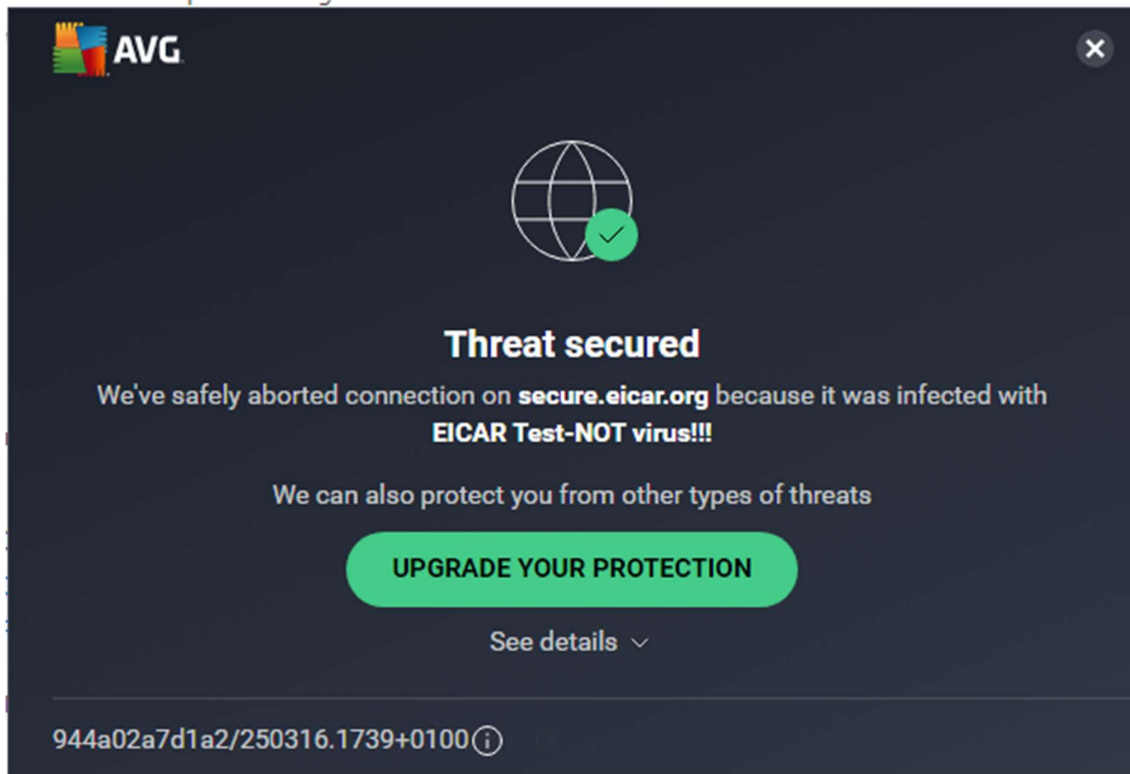 AVG
Threat secured
We've safely aborted connection on secure.eicar.org because it was infected with
EICAR Test-NOT virus!!!
We can also protect you from other types of threats
UPGRADE YOUR PROTECTION
See details
944a02a7d1a2/250316.1739+0100